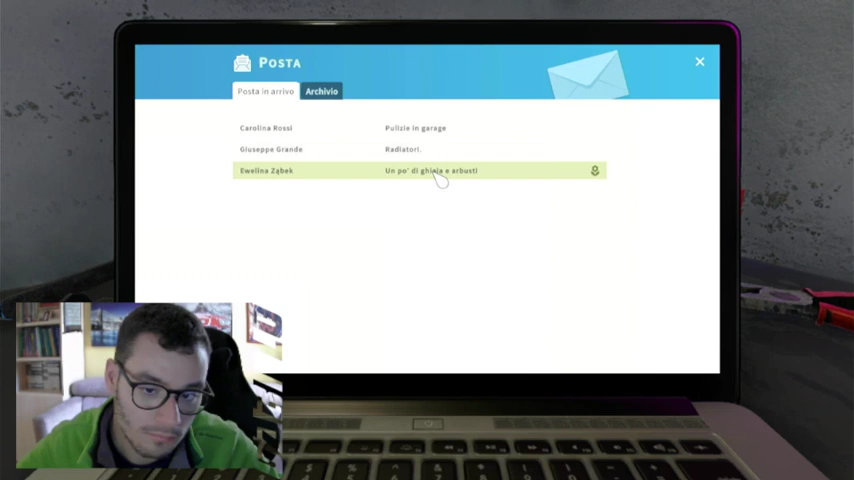 Posta
Posta in arrivo Archivio
Carolina Rossi Pulizie in garage
Giuseppe Grande Radiatori.
Ewelina Ząbek Un po' di ghiaia e arbusti